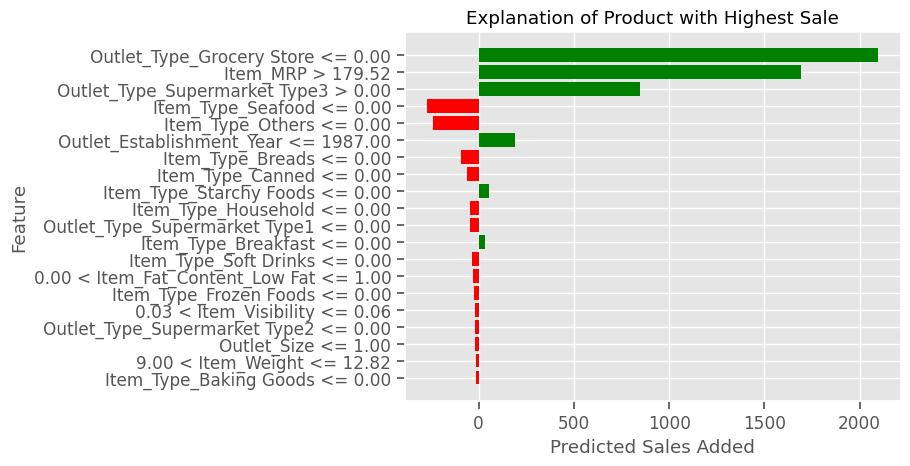 Explanation of Product with Highest Sale
Outlet_Type_Grocery Store <= 0.00
Item_MRP > 179.52
Outlet_Type_Supermarket Type3 > 0.00
Item_Type_Seafood <= 0.00
Item_Type_Others <= 0.00
Outlet_Establishment_Year <= 1987.00
Item_Type_Breads <= 0.00
Item_Type_Canned <= 0.00
Item_Type_Starchy Foods <= 0.00
Item_Type_Household <= 0.00
Outlet_Type_Supermarket Type1 <= 0.00
Item_Type_Breakfast <= 0.00
Item_Type_Soft Drinks <= 0.00
0.00 < Item_Fat_Content_Low Fat <= 1.00
Item_Type_Frozen Foods <= 0.00
0.03 < Item_Visibility <= 0.06
Outlet_Type_Supermarket Type2 <= 0.00
Outlet_Size <= 1.00
9.00 < Item_Weight <= 12.82
Item_Type_Baking Goods <= 0.00
Feature
0 500 1000 1500 2000
Predicted Sales Added